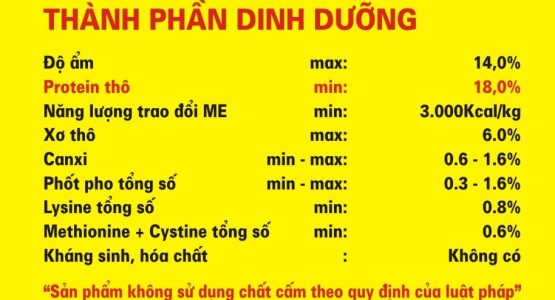 THÀNH PHẦN DINH DƯỠNG
Độ ẩm max: 14,0%
Protein thô min: 18,0%
Năng lượng trao đổi ME min: 3.000Kcal/kg
Xơ thô max: 6.0%
Canxi min - max: 0.6 - 1.6%
Phốt pho tổng số min - max: 0.3 - 1.6%
Lysine tổng số min: 0.8%
Methionine + Cystine tổng số min: 0.6%
Kháng sinh, hóa chất : Không có
“Sản phẩm không sử dụng chất cấm theo quy định của luật pháp”